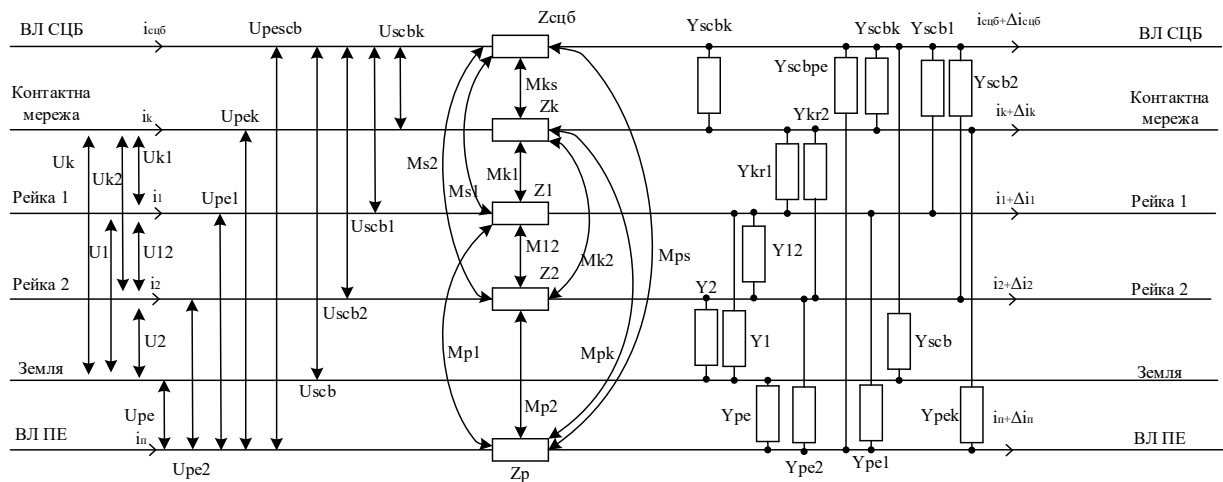 ВЛ СЦБ
iсцб
Upescb
Uscbk
Zсцб
Yscbk
Yscbk
Yscb1
iсцб+Δiсцб
ВЛ СЦБ
Yscbpe
Yscb2
Mks
Контактна
мережа
ik
Upek
Zk
Ykr2
ik+Δik
Контактна
мережа
Uk
Uk1
Uk2
Ms2
Ms1
Mk1
Ykr1
Рейка 1
i1
Upe1
Z1
i1+Δi1
Рейка 1
Uscb1
U1
U12
M12
Mk2
Mps
Y12
Рейка 2
i2
Z2
Y2
i2+Δi2
Рейка 2
Uscb2
U2
Mp1
Mpk
Y1
Yscb
Земля
Земля
Uscb
Upe
Mp2
Ype
Ypek
iп+Δiп
ВЛ ПЕ
iп
ВЛ ПЕ
Upe2
Zp
Ype2
Ype1